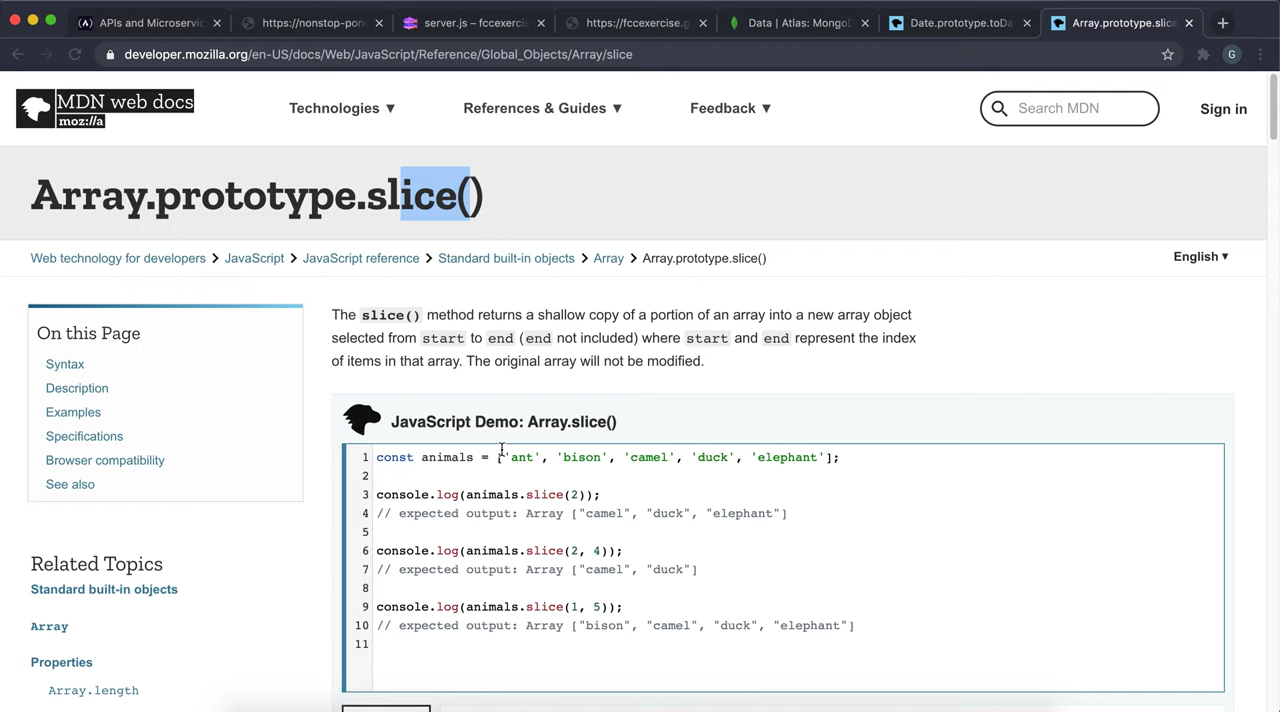 APIs and Microservic
https://nonstop-pon
server.js – fccexercis
https://fccexercise.g
Data | Atlas: MongoD
Date.prototype.toDa
Array.prototype.slice
developer.mozilla.org/en-US/docs/Web/JavaScript/Reference/Global_Objects/Array/slice
G
MDN web docs
moz://a
Technologies ▼
References & Guides ▼
Feedback ▼
Search MDN
Sign in
Array.prototype.slice()
Web technology for developers > JavaScript > JavaScript reference > Standard built-in objects > Array > Array.prototype.slice()
English ▼
On this Page
Syntax
Description
Examples
Specifications
Browser compatibility
See also
Related Topics
Standard built-in objects
Array
Properties
Array.length
The slice() method returns a shallow copy of a portion of an array into a new array object
selected from start to end (end not included) where start and end represent the index
of items in that array. The original array will not be modified.
JavaScript Demo: Array.slice()
1 const animals = ['ant', 'bison', 'camel', 'duck', 'elephant'];
2
3 console.log(animals.slice(2));
4 // expected output: Array ["camel", "duck", "elephant"]
5
6 console.log(animals.slice(2, 4));
7 // expected output: Array ["camel", "duck"]
8
9 console.log(animals.slice(1, 5));
10 // expected output: Array ["bison", "camel", "duck", "elephant"]
11